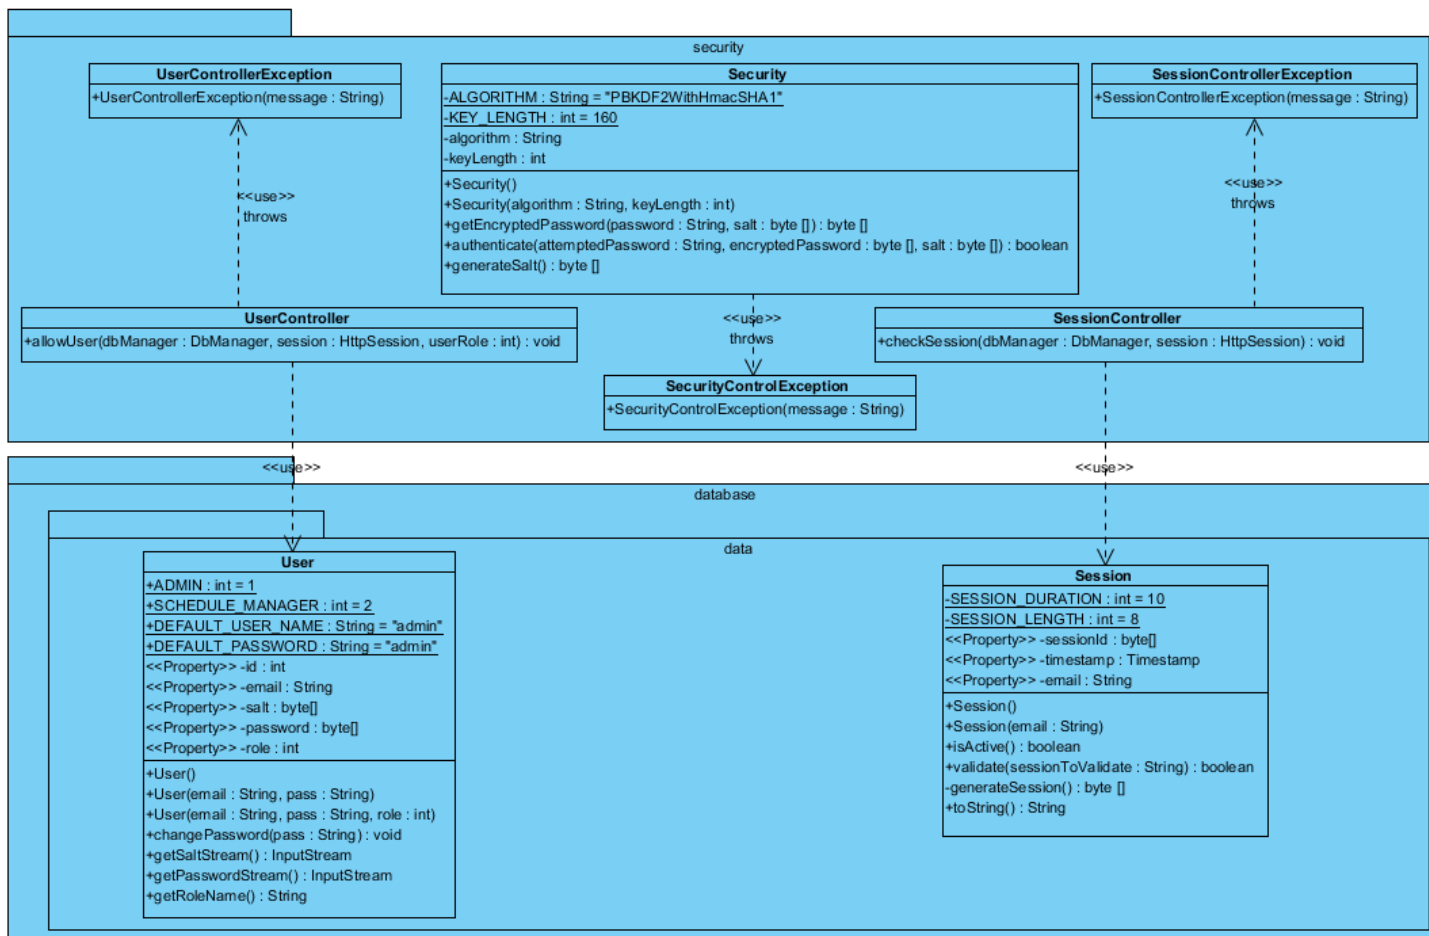 security
UserControllerException
+UserControllerException(message : String)
Security
-ALGORITHM : String = "PBKDF2WithHmacSHA1"
-KEY_LENGTH : int = 160
-algorithm : String
-keyLength : int
+Security()
+Security(algorithm : String, keyLength : int)
+getEncryptedPassword(password : String, salt : byte []) : byte []
+authenticate(attemptedPassword : String, encryptedPassword : byte [], salt : byte []) : boolean
+generateSalt() : byte []
SessionControllerException
+SessionControllerException(message : String)
<<use>>
throws
<<use>>
throws
UserController
+allowUser(dbManager : DbManager, session : HttpSession, userRole : int) : void
<<use>>
throws
SessionController
+checkSession(dbManager : DbManager, session : HttpSession) : void
SecurityControlException
+SecurityControlException(message : String)
<<use>>
<<use>>
database
data
User
+ADMIN : int = 1
+SCHEDULE_MANAGER : int = 2
+DEFAULT_USER_NAME : String = "admin"
+DEFAULT_PASSWORD : String = "admin"
<<Property>> -id : int
<<Property>> -email : String
<<Property>> -salt : byte[]
<<Property>> -password : byte[]
<<Property>> -role : int
+User()
+User(email : String, pass : String)
+User(email : String, pass : String, role : int)
+changePassword(pass : String) : void
+getSaltStream() : InputStream
+getPasswordStream() : InputStream
+getRoleName() : String
Session
-SESSION_DURATION : int = 10
-SESSION_LENGTH : int = 8
<<Property>> -sessionId : byte[]
<<Property>> -timestamp : Timestamp
<<Property>> -email : String
+Session()
+Session(email : String)
+isActive() : boolean
+validate(sessionToValidate : String) : boolean
-generateSession() : byte []
+toString() : String